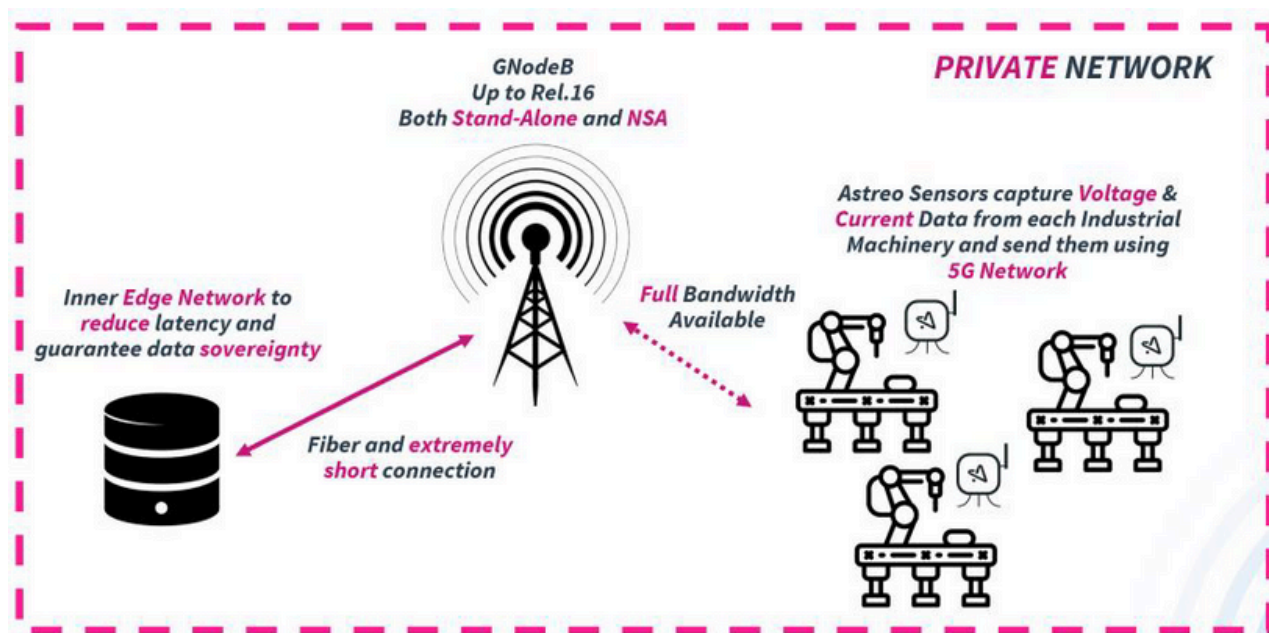 PRIVATE NETWORK
GNodeB
Up to Rel.16
Both Stand-Alone and NSA
Astreo Sensors capture Voltage &
Current Data from each Industrial
Machinery and send them using
5G Network
Inner Edge Network to
reduce latency and
guarantee data sovereignty
Full Bandwidth
Available
Fiber and extremely
short connection